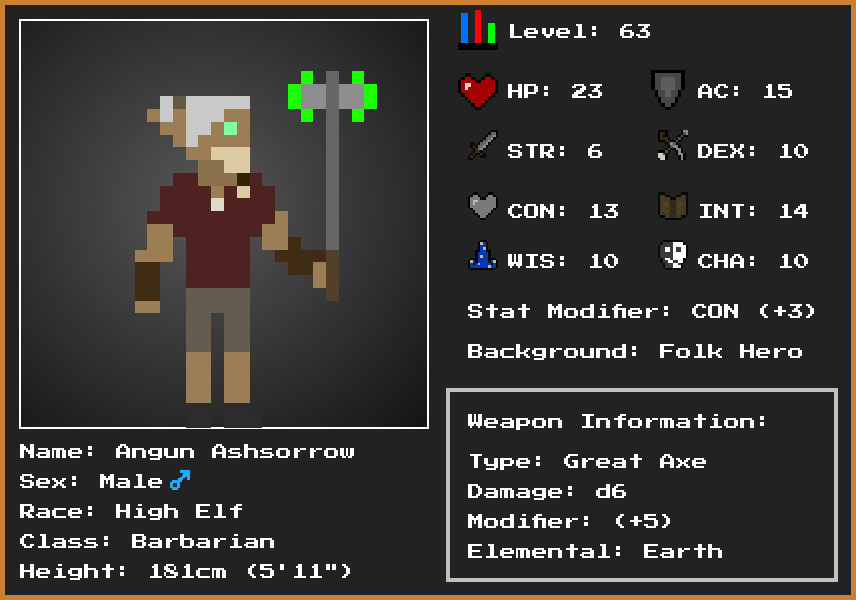 Level: 63
HP: 23
AC: 15
STR: 6
DEX: 10
CON: 13
INT: 14
WIS: 10
CHA: 10
Stat Modifier: CON (+3)
Background: Folk Hero
Weapon Information:
Type: Great Axe
Damage: d6
Modifier: (+5)
Elemental: Earth
Name: Angun Ashsorrow
Sex: Male♂
Race: High Elf
Class: Barbarian
Height: 181cm (5'11")